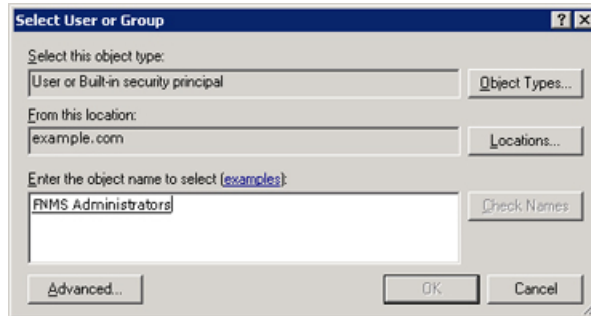 Select User or Group
Select this object type:
User or Built-in security principal
Object Types...
From this location:
example.com
Locations...
Enter the object name to select (examples):
FNMS Administrators
Check Names
Advanced...
OK
Cancel